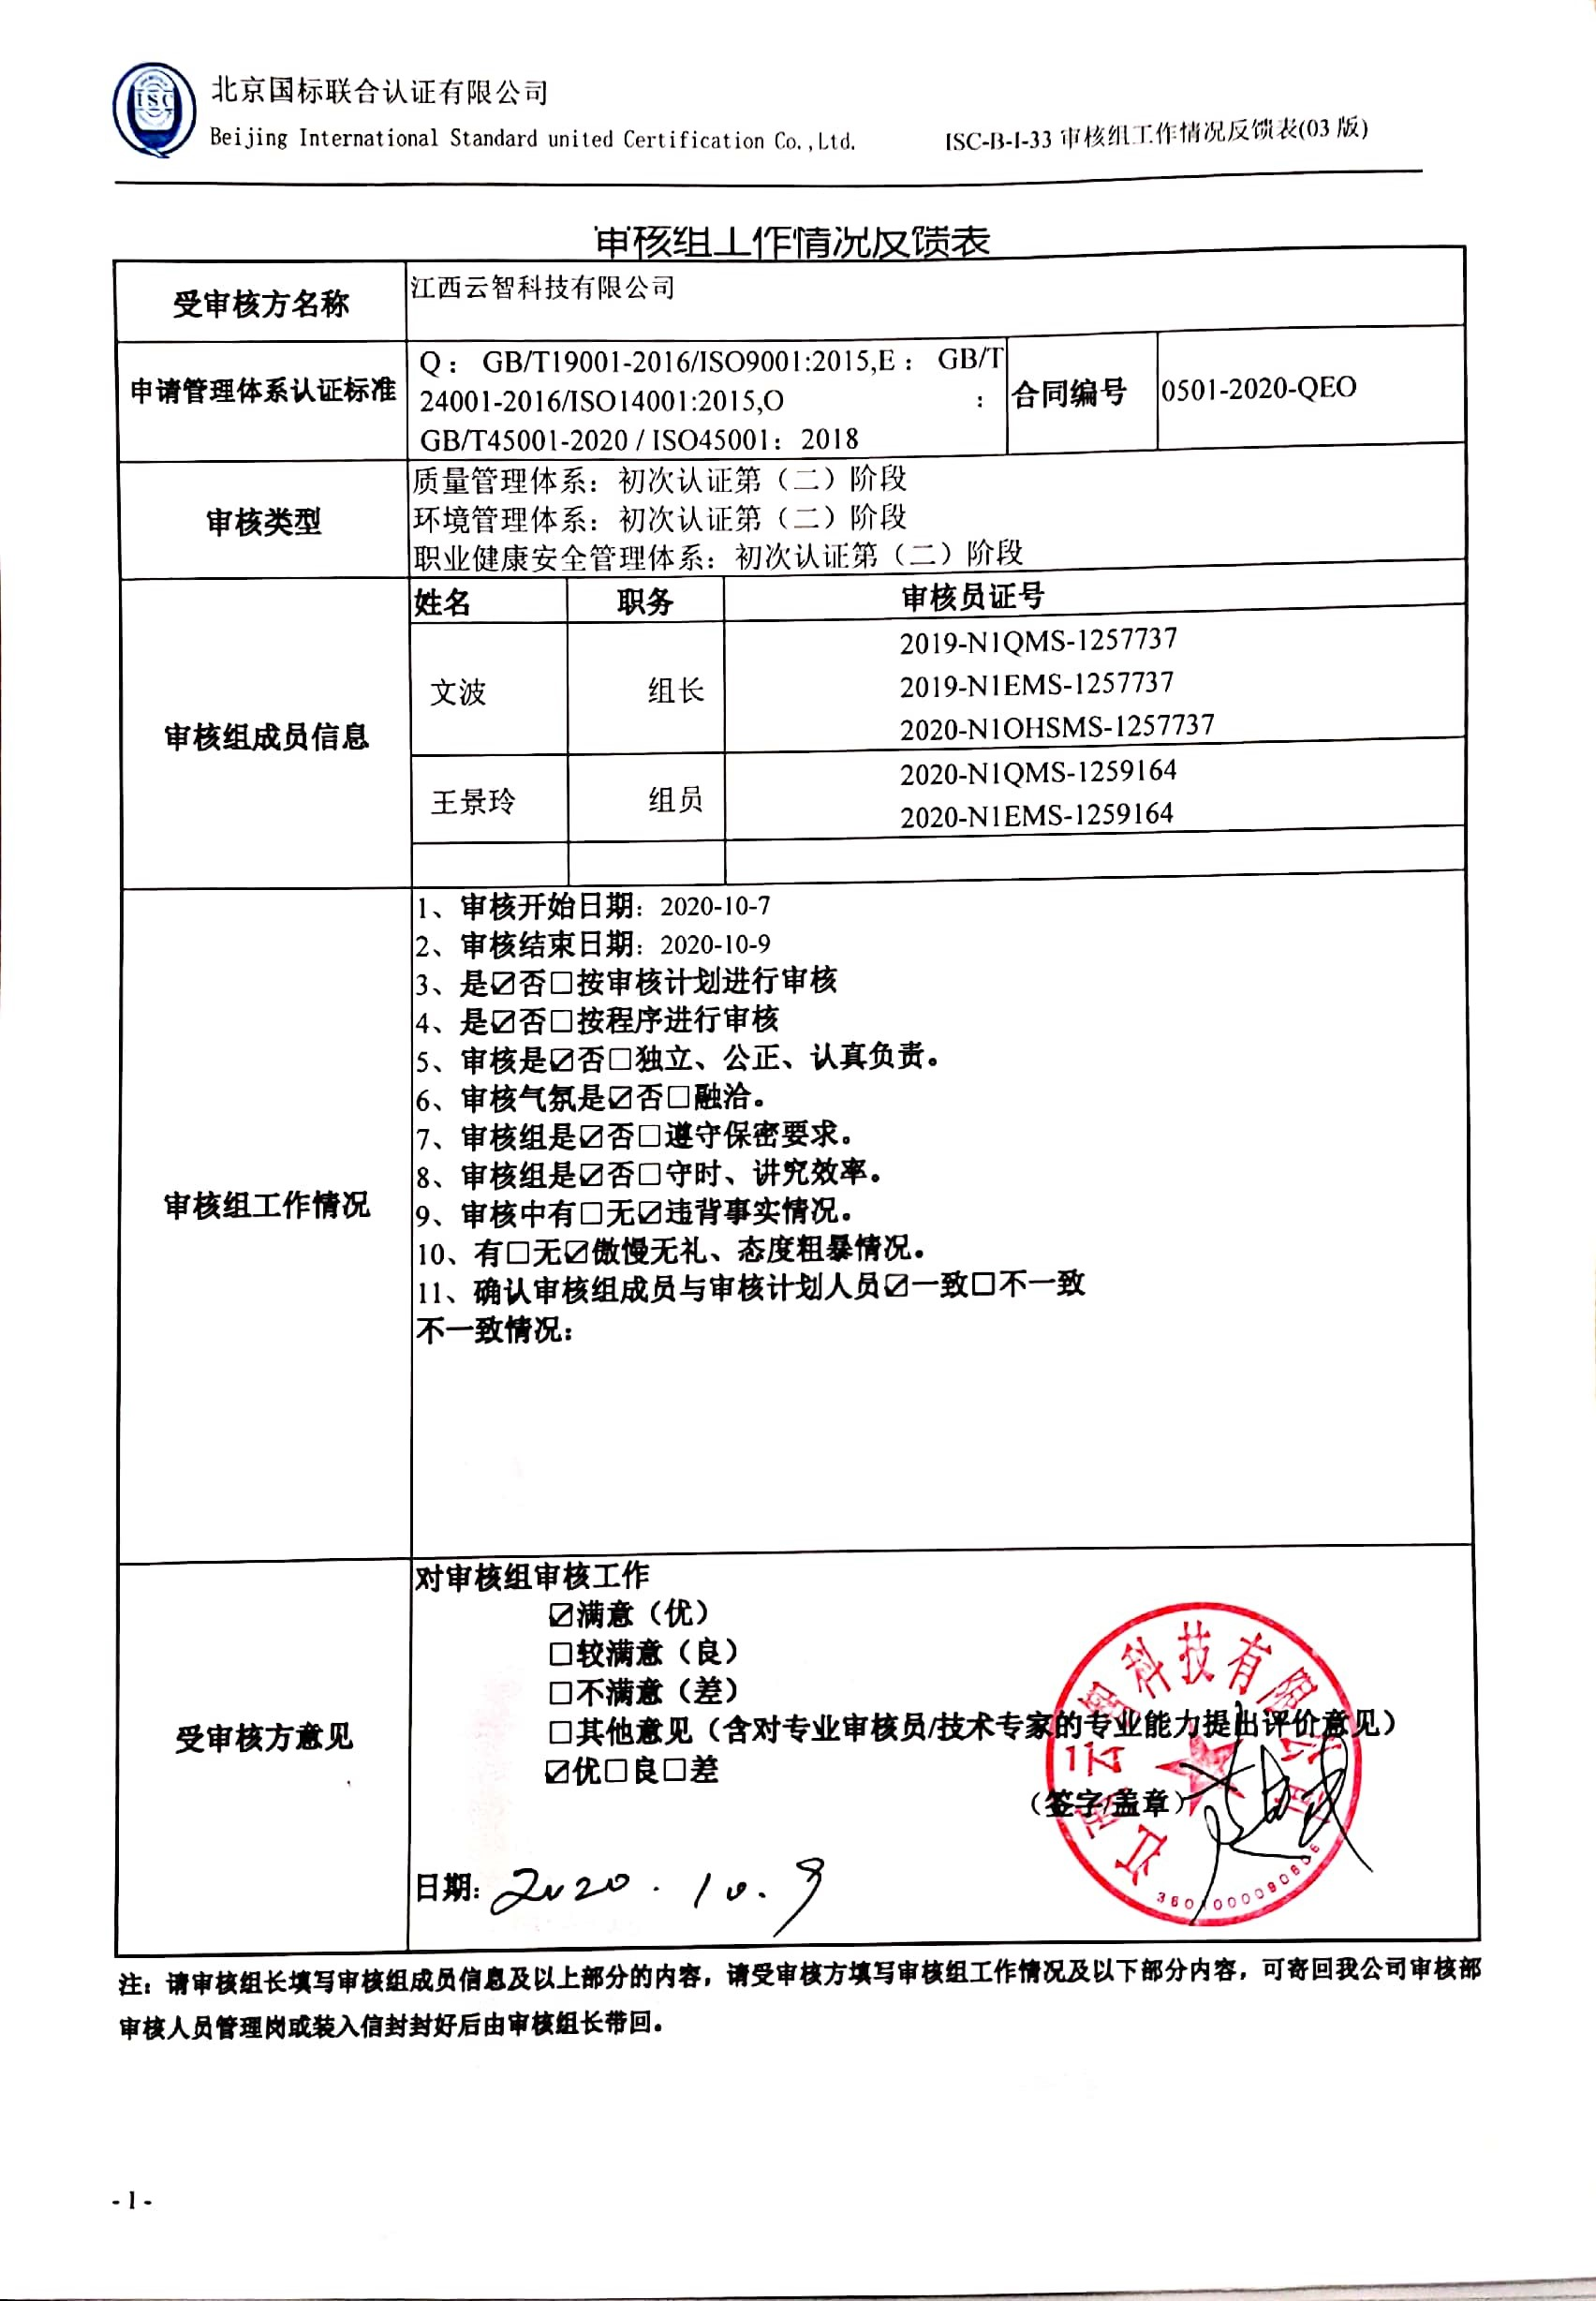 ISC
北京国标联合认证有限公司
Beijing International Standard united Certification Co.,Ltd.
ISC-B-I-33 审核组工作情况反馈表(03 版)
审核组工作情况反馈表
受审核方名称
江西云智科技有限公司
申请管理体系认证标准
Q： GB/T19001-2016/ISO9001:2015,E： GB/T
24001-2016/ISO14001:2015,O ：
GB/T45001-2020 / ISO45001：2018
合同编号
0501-2020-QEO
审核类型
质量管理体系：初次认证第（二）阶段
环境管理体系：初次认证第（二）阶段
职业健康安全管理体系：初次认证第（二）阶段
审核组成员信息
姓名 职务 审核员证号
文波 组长
2019-N1QMS-1257737
2019-N1EMS-1257737
2020-N1OHSMS-1257737
王景玲 组员
2020-N1QMS-1259164
2020-N1EMS-1259164
审核组工作情况
1、审核开始日期：2020-10-7
2、审核结束日期：2020-10-9
3、是☑否□按审核计划进行审核
4、是☑否□按程序进行审核
5、审核是☑否□独立、公正、认真负责。
6、审核气氛是☑否□融洽。
7、审核组是☑否□遵守保密要求。
8、审核组是☑否□守时、讲究效率。
9、审核中有□无☑违背事实情况。
10、有□无☑傲慢无礼、态度粗暴情况。
11、确认审核组成员与审核计划人员☑一致□不一致
不一致情况：
受审核方意见
对审核组审核工作
☑满意（优）
□较满意（良）
□不满意（差）
□其他意见（含对专业审核员/技术专家的专业能力提出评价意见）
☑优□良□差
（签字/盖章）
江西云智科技有限公司
日期：2020.10.9
注：请审核组长填写审核组成员信息及以上部分的内容，请受审核方填写审核组工作情况及以下部分内容，可寄回我公司审核部
审核人员管理岗或装入信封封好后由审核组长带回。
- 1 -